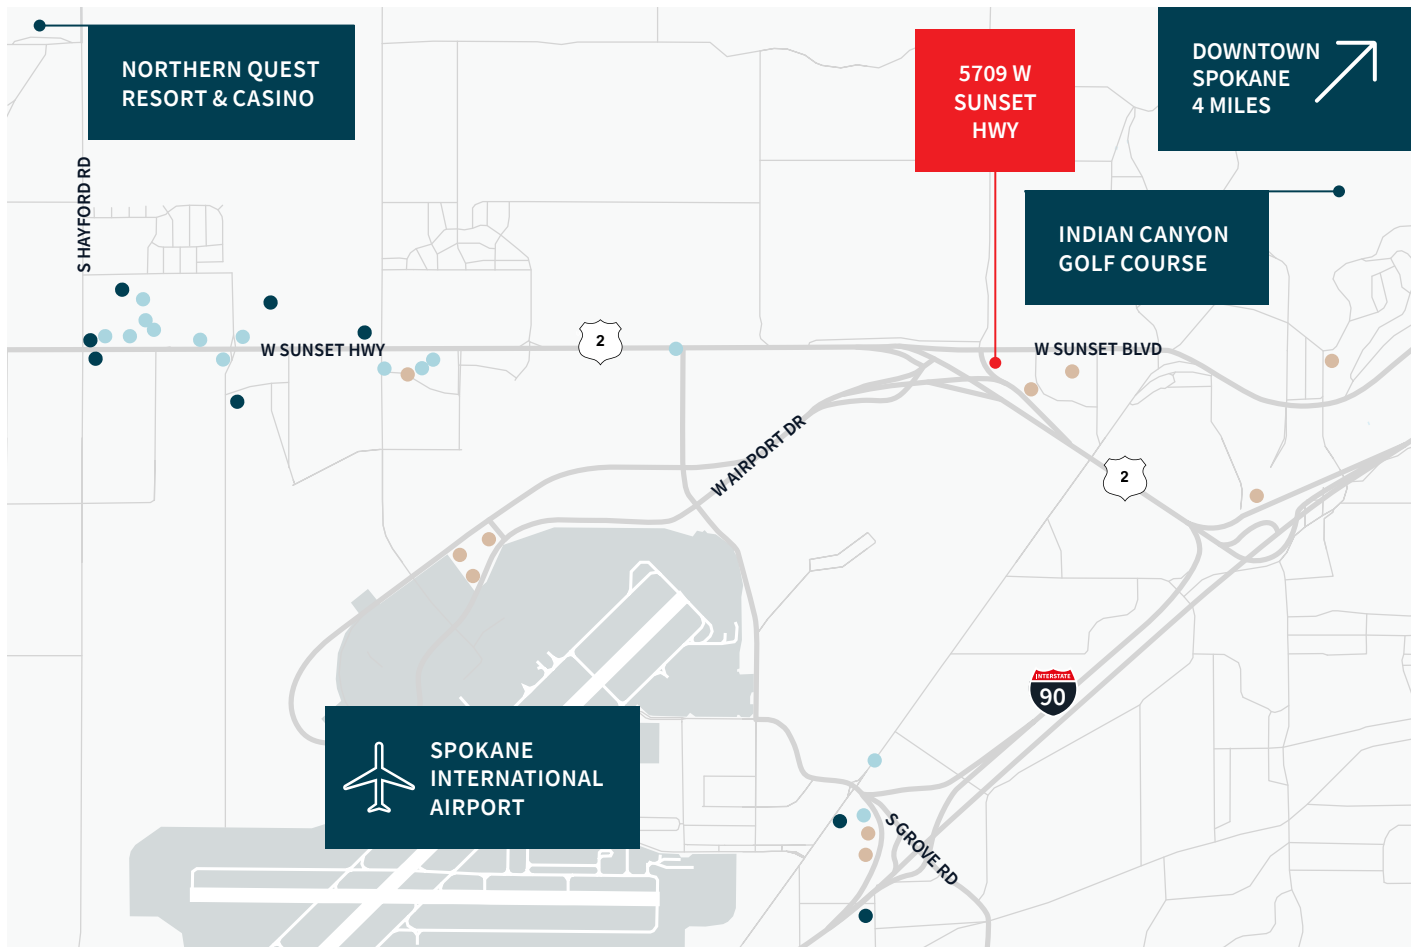 NORTHERN QUEST
RESORT & CASINO
5709 W
SUNSET
HWY
DOWNTOWN
SPOKANE
4 MILES
S HAYFORD RD
INDIAN CANYON
GOLF COURSE
W SUNSET HWY
2
W SUNSET BLVD
W AIRPORT DR
2
INTERSTATE
90
SPOKANE
INTERNATIONAL
AIRPORT
S GROVE RD